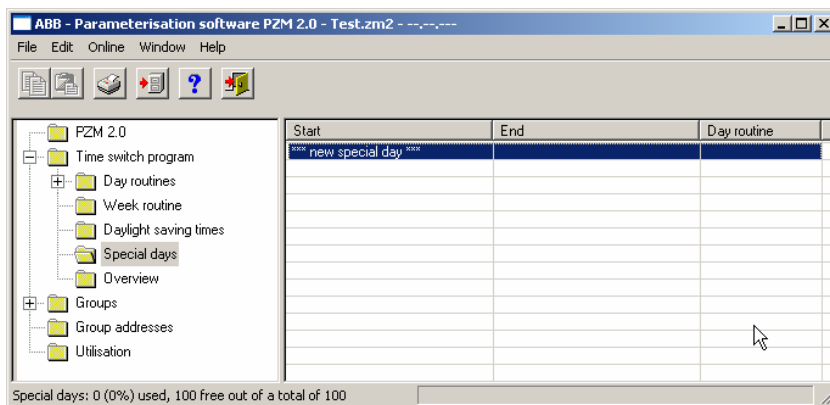 ABB - Parameterisation software PZM 2.0 - Test.zm2 - --.--.---
File Edit Online Window Help
PZM 2.0
Time switch program
Day routines
Week routine
Daylight saving times
Special days
Overview
Groups
Group addresses
Utilisation
Start End Day routine
*** new special day ***
Special days: 0 (0%) used, 100 free out of a total of 100